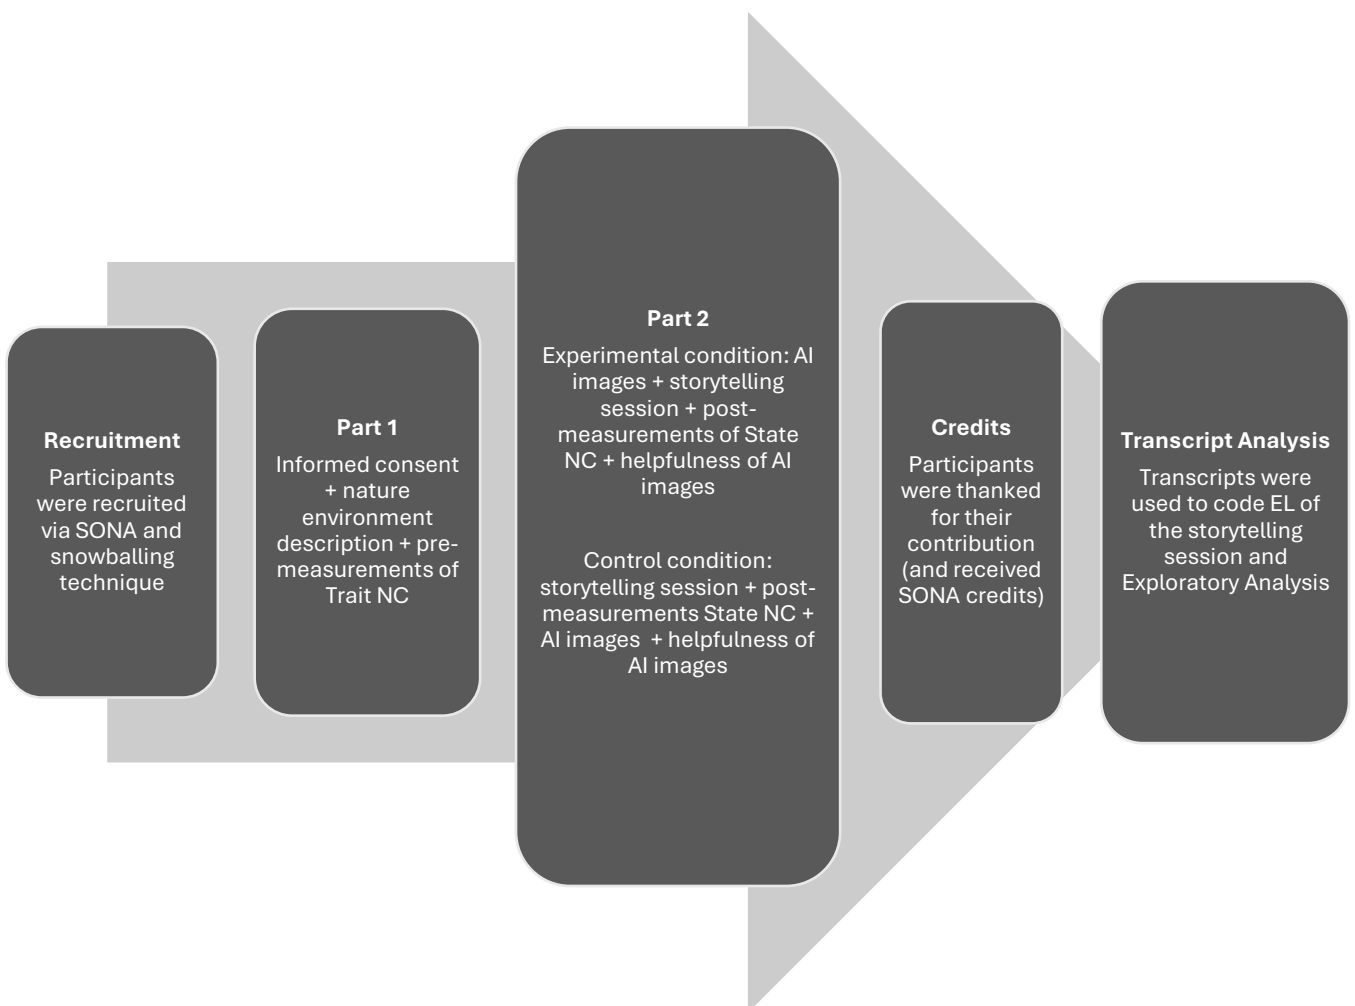 Recruitment
Participants
were recruited
via SONA and
snowballing
technique
Part 1
Informed consent
+ nature
environment
description + pre-
measurements of
Trait NC
Part 2
Experimental condition: AI
images + storytelling
session + post-
measurements of State
NC + helpfulness of AI
images
Control condition:
storytelling session + post-
measurements State NC +
AI images + helpfulness of
AI images
Credits
Participants
were thanked
for their
contribution
(and received
SONA credits)
Transcript Analysis
Transcripts were
used to code EL of
the storytelling
session and
Exploratory Analysis